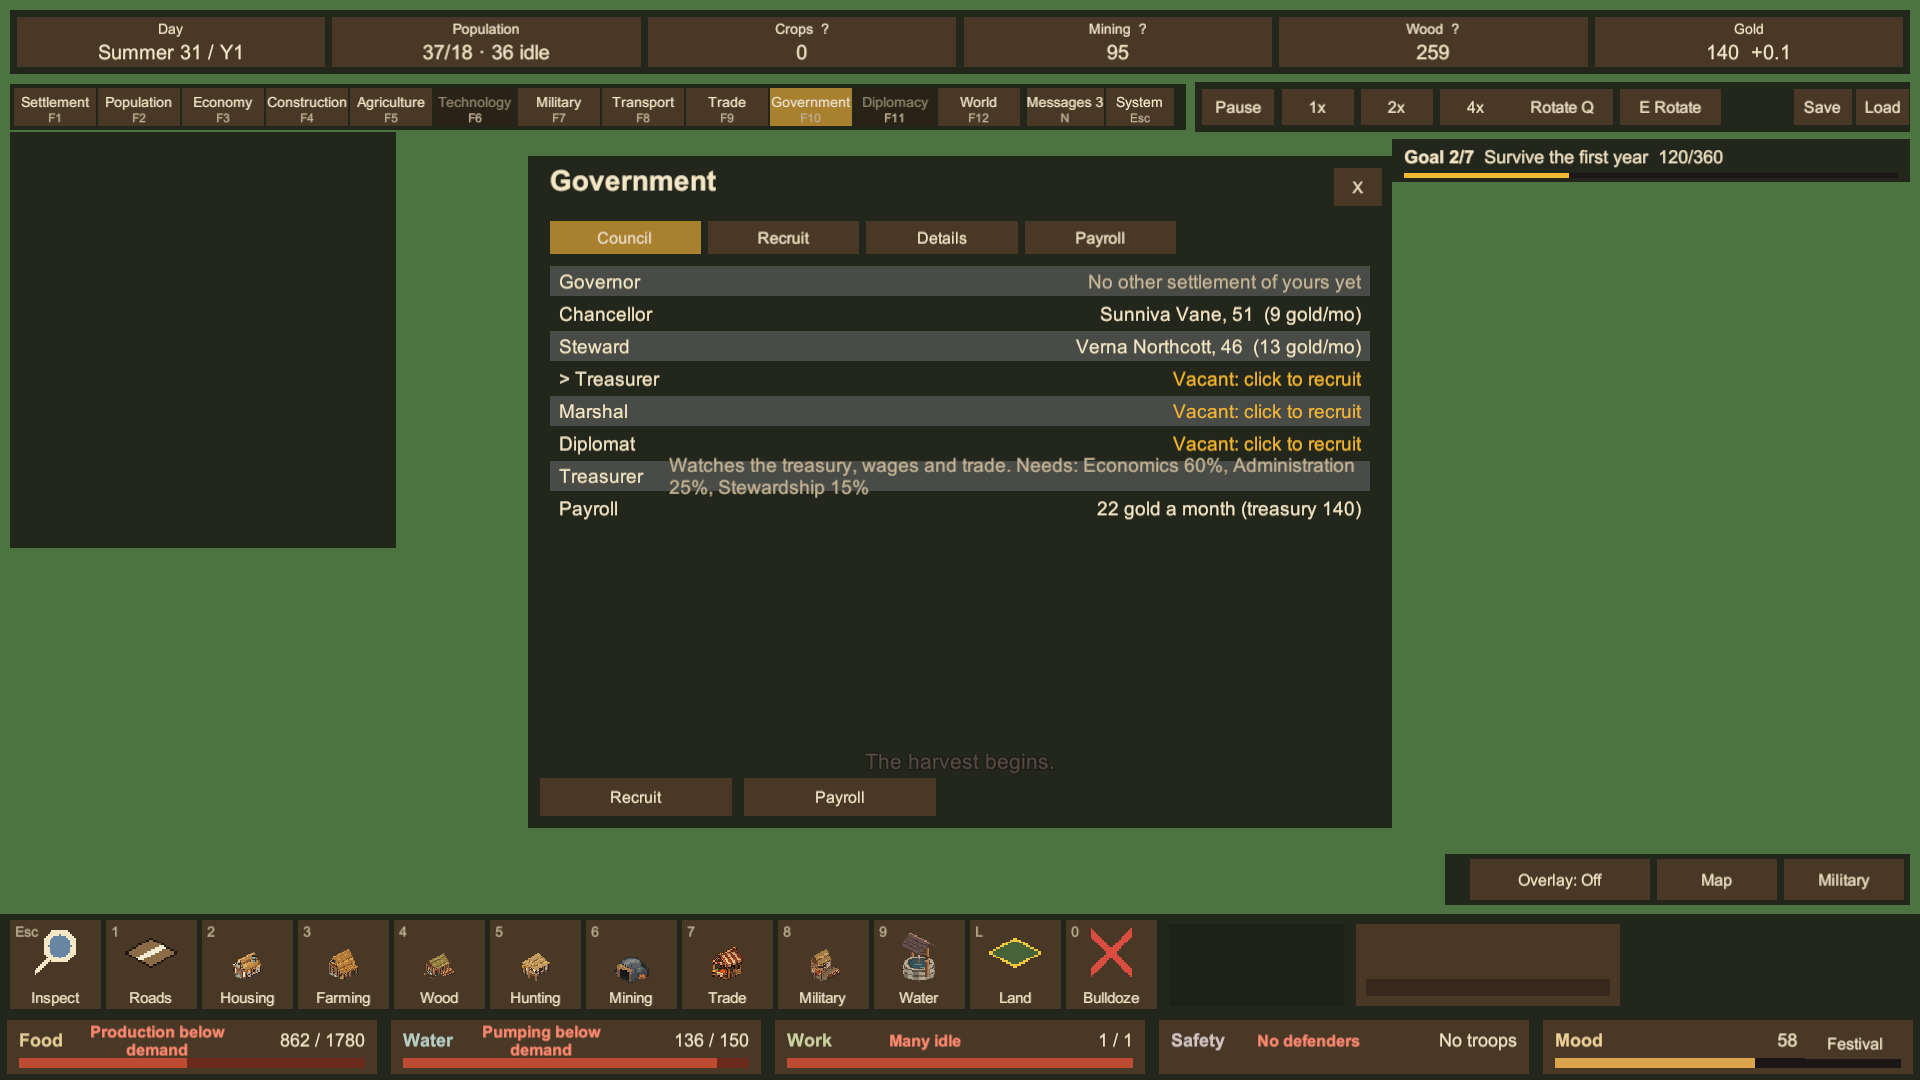 Day
Summer 31 / Y1
Population
37/18 · 36 idle
Crops ?
0
Mining ?
95
Wood ?
259
Gold
140 +0.1
Settlement F1
Population F2
Economy F3
Construction F4
Agriculture F5
Technology F6
Military F7
Transport F8
Trade F9
Government F10
Diplomacy F11
World F12
Messages 3 N
System Esc
Pause
1x
2x
4x
Rotate Q
E Rotate
Save
Load
Goal 2/7 Survive the first year 120/360
Government
X
Council
Recruit
Details
Payroll
Governor No other settlement of yours yet
Chancellor Sunniva Vane, 51 (9 gold/mo)
Steward Verna Northcott, 46 (13 gold/mo)
> Treasurer Vacant: click to recruit
Marshal Vacant: click to recruit
Diplomat Vacant: click to recruit
Treasurer Watches the treasury, wages and trade. Needs: Economics 60%, Administration
25%, Stewardship 15%
Payroll 22 gold a month (treasury 140)
The harvest begins.
Recruit
Payroll
Overlay: Off
Map
Military
Esc Inspect
1 Roads
2 Housing
3 Farming
4 Wood
5 Hunting
6 Mining
7 Trade
8 Military
9 Water
L Land
0 Bulldoze
Food Production below demand 862 / 1780
Water Pumping below demand 136 / 150
Work Many idle 1 / 1
Safety No defenders No troops
Mood 58 Festival